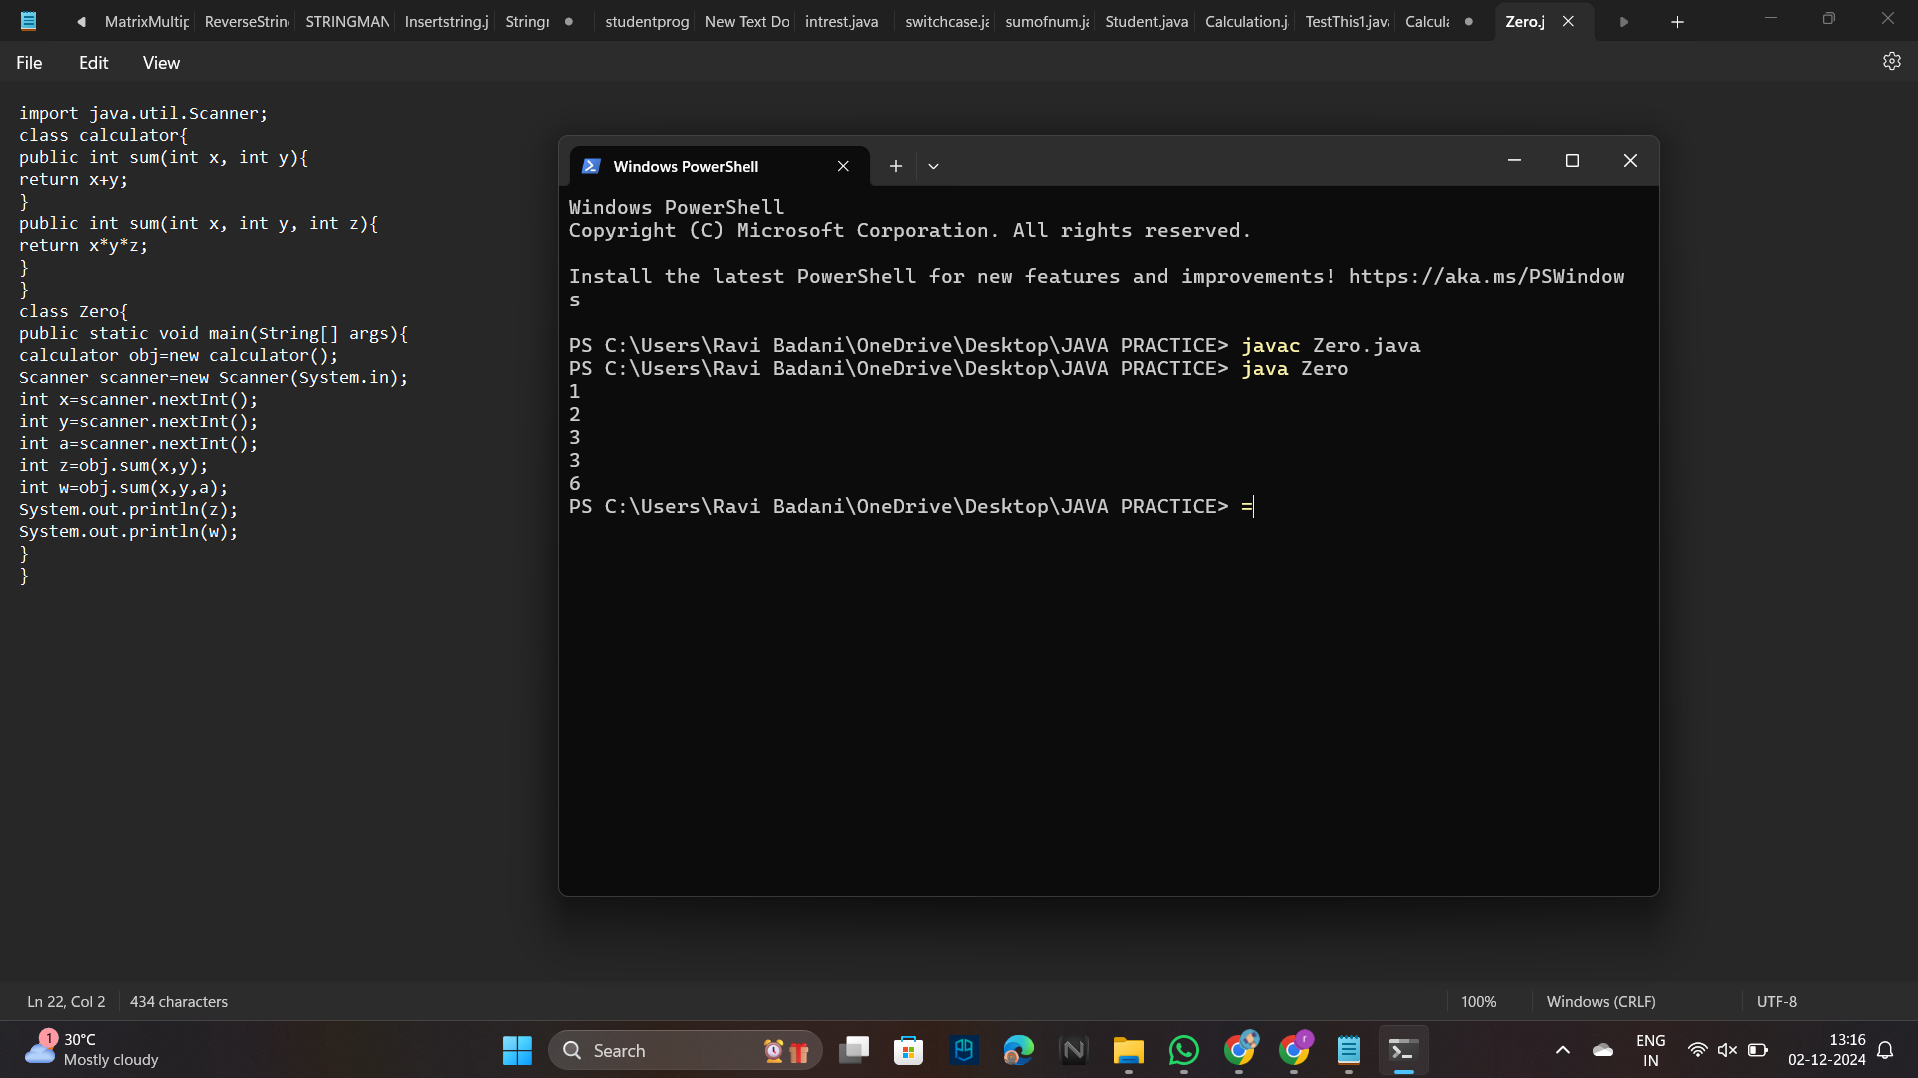 MatrixMultip ReverseStrin STRINGMAN Insertstring.j Stringr studentprog New Text Do intrest.java switchcase.ja sumofnum.ja Student.java Calculation.j TestThis1.java Calcula Zero.j
File Edit View
import java.util.Scanner;
class calculator{
public int sum(int x, int y){
return x+y;
}
public int sum(int x, int y, int z){
return x*y*z;
}
}
class Zero{
public static void main(String[] args){
calculator obj=new calculator();
Scanner scanner=new Scanner(System.in);
int x=scanner.nextInt();
int y=scanner.nextInt();
int a=scanner.nextInt();
int z=obj.sum(x,y);
int w=obj.sum(x,y,a);
System.out.println(z);
System.out.println(w);
}
}
Windows PowerShell
Windows PowerShell
Copyright (C) Microsoft Corporation. All rights reserved.
Install the latest PowerShell for new features and improvements! https://aka.ms/PSWindow
s
PS C:\Users\Ravi Badani\OneDrive\Desktop\JAVA PRACTICE> javac Zero.java
PS C:\Users\Ravi Badani\OneDrive\Desktop\JAVA PRACTICE> java Zero
1
2
3
3
6
PS C:\Users\Ravi Badani\OneDrive\Desktop\JAVA PRACTICE> =
Ln 22, Col 2 434 characters 100% Windows (CRLF) UTF-8
1
30°C
Mostly cloudy
Search
r
ENG
IN
13:16
02-12-2024